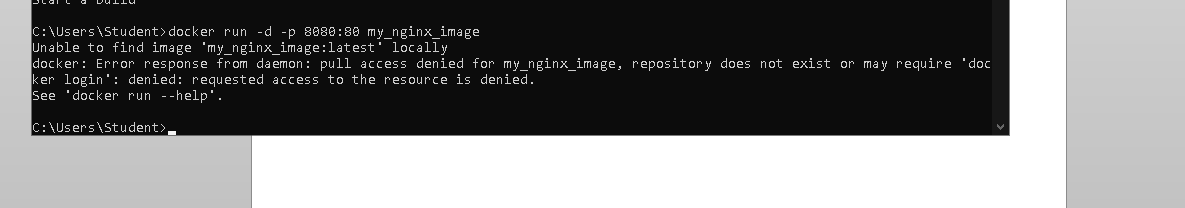 Start a build
C:\Users\Student>docker run -d -p 8080:80 my_nginx_image
Unable to find image 'my_nginx_image:latest' locally
docker: Error response from daemon: pull access denied for my_nginx_image, repository does not exist or may require 'doc
ker login': denied: requested access to the resource is denied.
See 'docker run --help'.
C:\Users\Student>